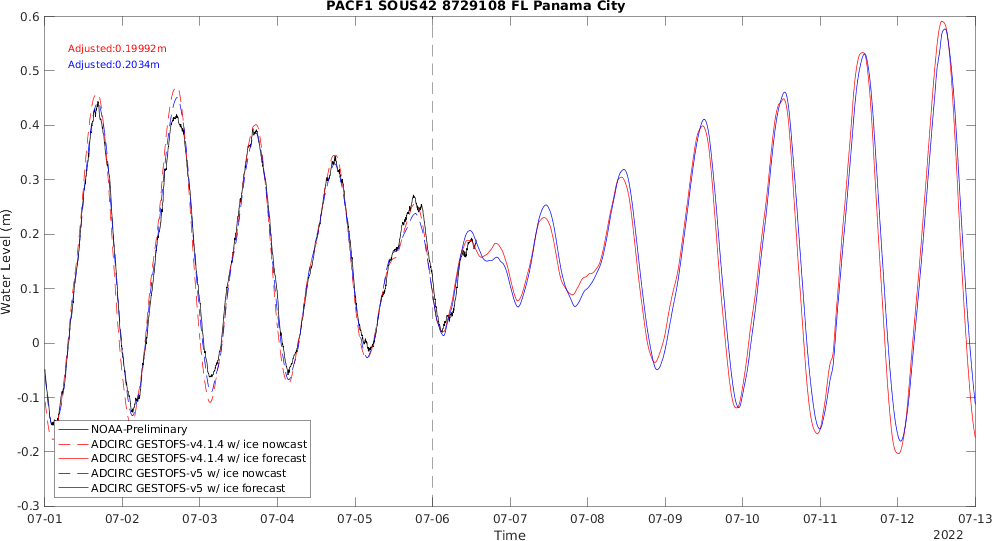 PACF1 SOUS42 8729108 FL Panama City
Adjusted:0.19992m
Adjusted:0.2034m
Water Level (m)
0.6
0.5
0.4
0.3
0.2
0.1
0
-0.1
-0.2
-0.3
NOAA-Preliminary
ADCIRC GESTOFS-v4.1.4 w/ ice nowcast
ADCIRC GESTOFS-v4.1.4 w/ ice forecast
ADCIRC GESTOFS-v5 w/ ice nowcast
ADCIRC GESTOFS-v5 w/ ice forecast
07-01 07-02 07-03 07-04 07-05 07-06 07-07 07-08 07-09 07-10 07-11 07-12 07-13
Time
2022